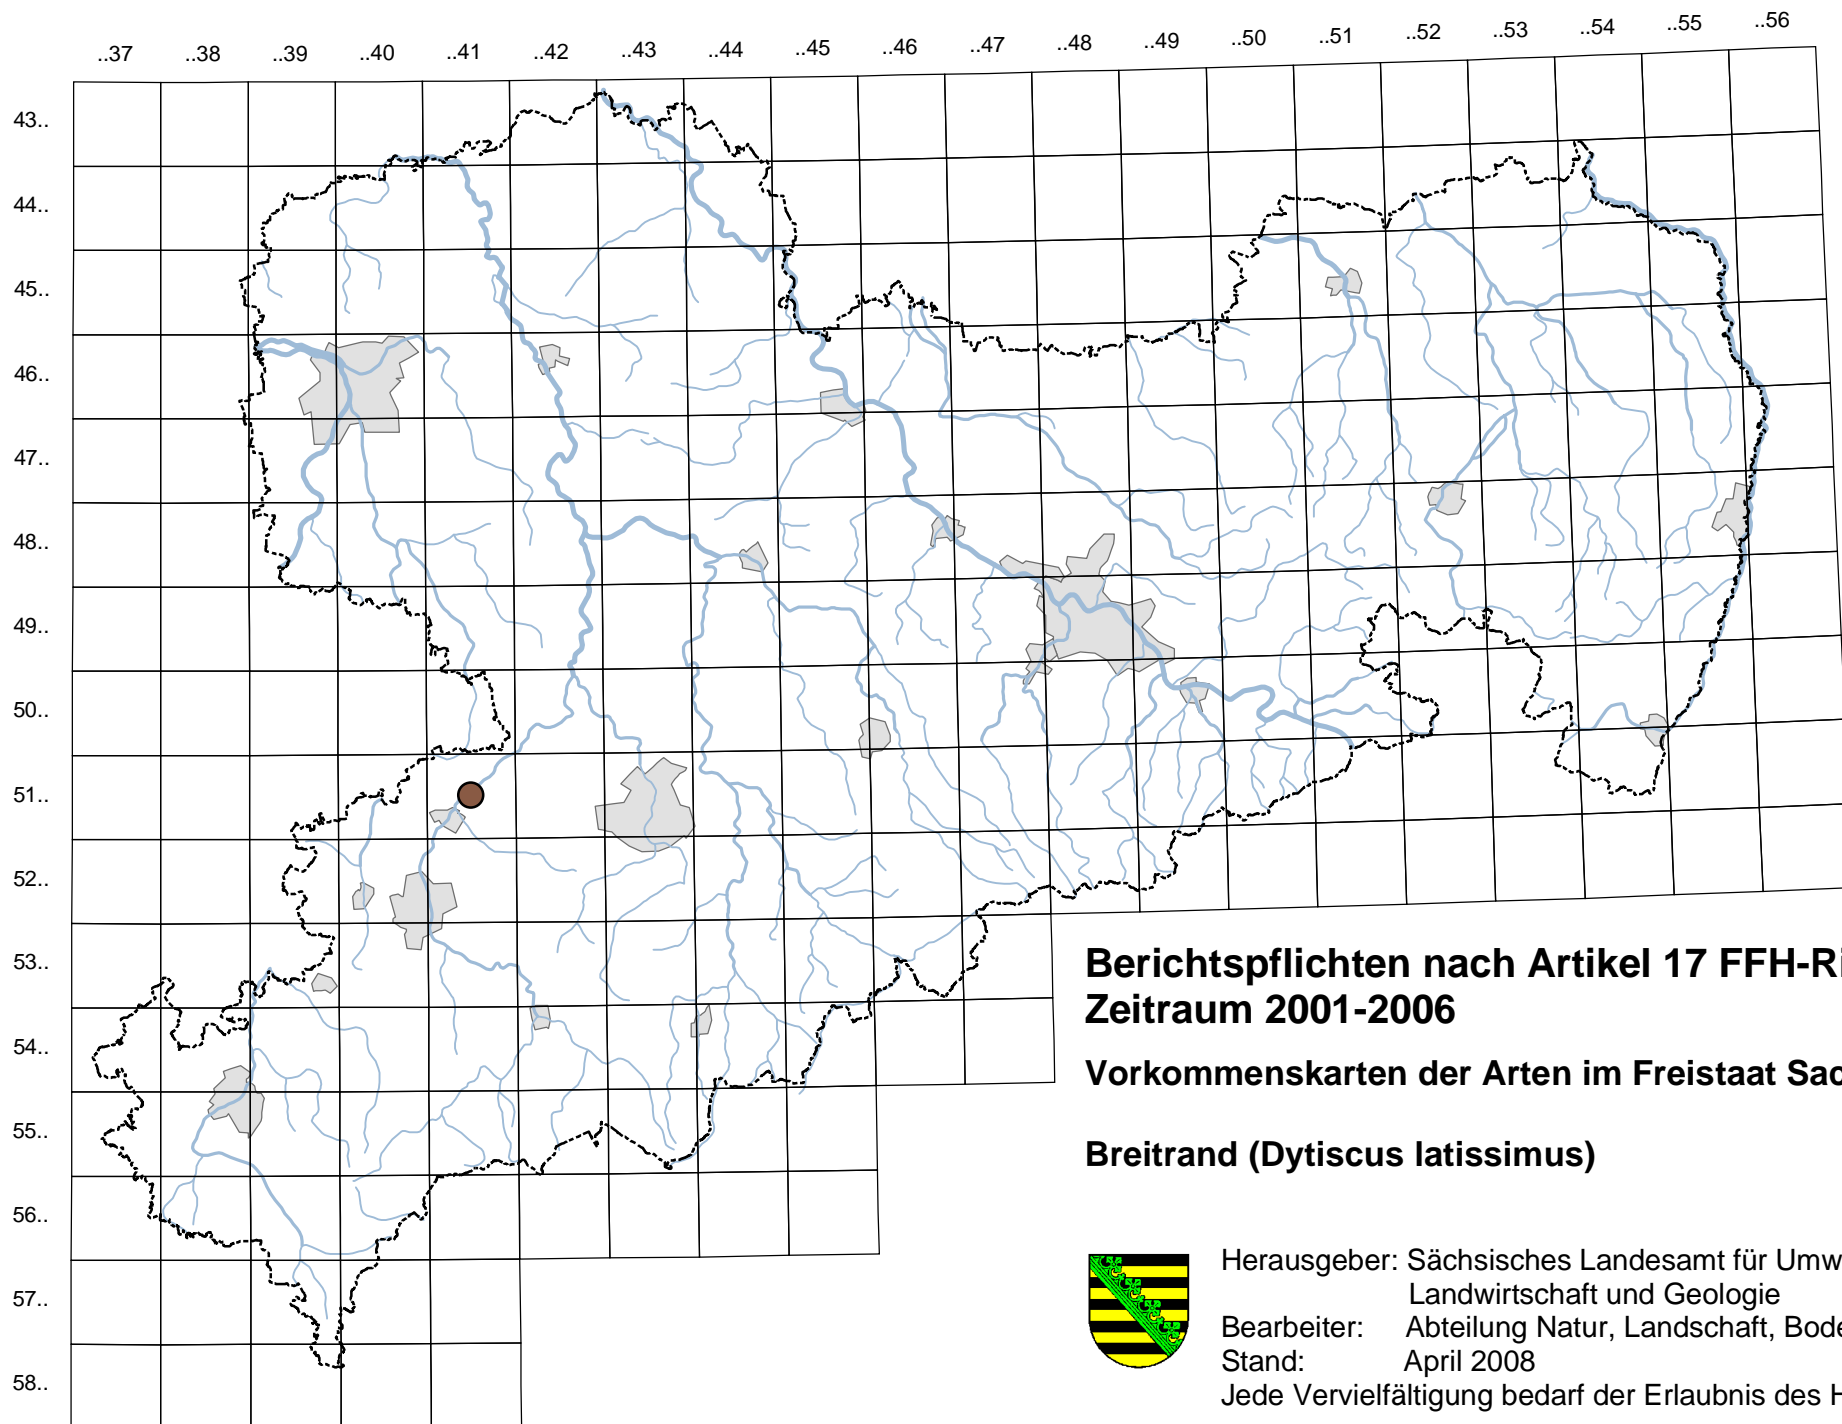 ..37 ..38 ..39 ..40 ..41 ..42 ..43 ..44 ..45 ..46 ..47 ..48 ..49 ..50 ..51 ..52 ..53 ..54 ..55 ..56
43..
44..
45..
46..
47..
48..
49..
50..
51..
52..
53..
54..
55..
56..
57..
58..
Berichtspflichten nach Artikel 17 FFH-Ri
Zeitraum 2001-2006
Vorkommenskarten der Arten im Freistaat Sac
Breitrand (Dytiscus latissimus)
Herausgeber: Sächsisches Landesamt für Umw
Landwirtschaft und Geologie
Bearbeiter: Abteilung Natur, Landschaft, Bode
Stand: April 2008
Jede Vervielfältigung bedarf der Erlaubnis des H